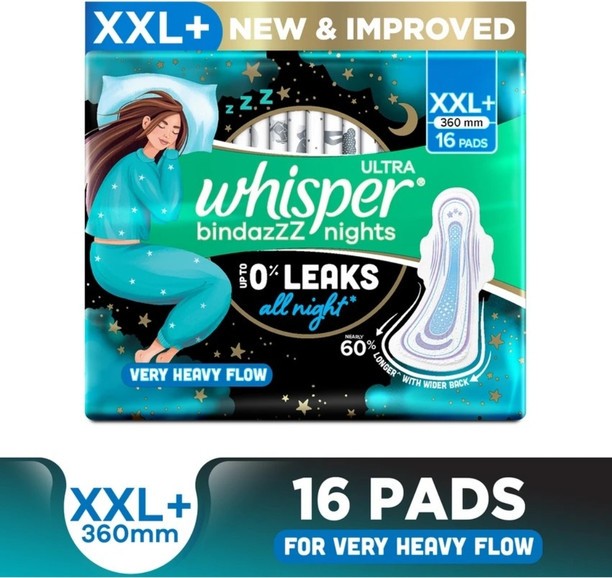 XXL+ NEW & IMPROVED
z z z
XXL+
360 mm
16 PADS
ULTRA
whisper®
bindazZZ nights
UP TO 0% LEAKS
all night*
NEARLY
60% LONGER^ WITH WIDER BACK
VERY HEAVY FLOW
XXL+
360mm
16 PADS
FOR VERY HEAVY FLOW